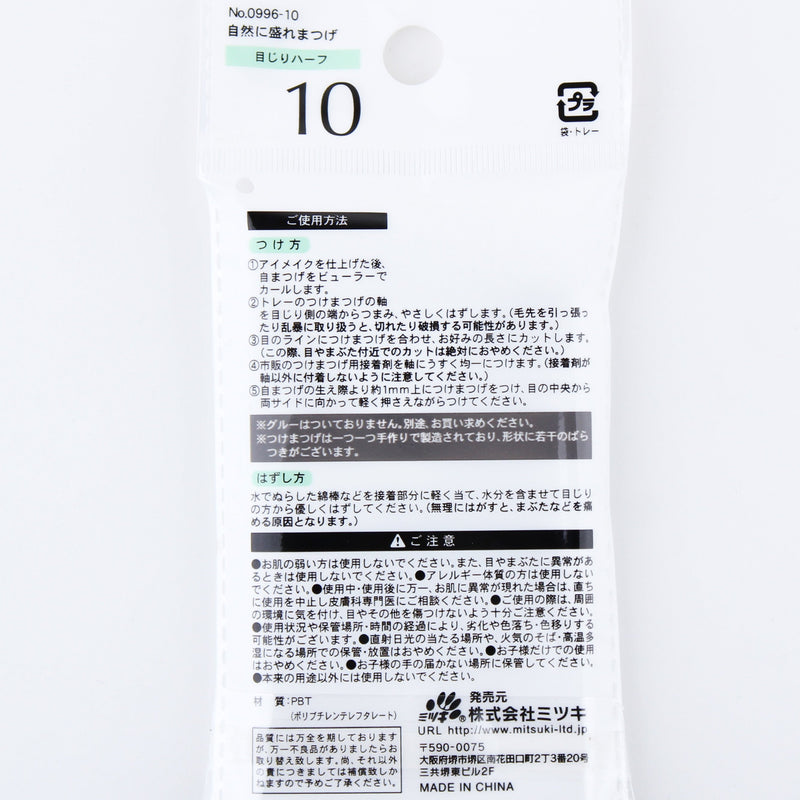 No.0996-10
自然に盛れまつげ
目じりハーフ
10
プラ
袋・トレー
ご使用方法
つけ方
①アイメイクを仕上げた後、
自まつげをビューラーで
カールします。
②トレーのつけまつげの軸
を目じり側の端からつまみ、やさしくはずします。(毛先を引っ張っ
たり乱暴に取り扱うと、切れたり破損する可能性があります。)
③目のラインにつけまつげを合わせ、お好みの長さにカットします。
(この際、目やまぶた付近でのカットは絶対におやめください。)
④市販のつけまつげ用接着剤を軸にうすく均一につけます。(接着剤が
軸以外に付着しないように注意してください。)
⑤自まつげの生え際より約1mm上につけまつげをつけ、目の中央から
両サイドに向かって軽く押さえながらつけてください。
※グルーはついておりません。別途、お買い求めください。
※つけまつげは一つ一つ手作りで製造されており、形状に若干のばら
つきがございます。
はずし方
水でぬらした綿棒などを接着部分に軽く当て、水分を含ませて目じり
の方から優しくはずしてください。(無理にはがすと、まぶたなどを痛
める原因となります。)
ご注意
●お肌の弱い方は使用しないでください。また、目やまぶたに異常があ
るときは使用しないでください。●アレルギー体質の方は使用しない
でください。●使用中・使用後に万一、お肌に異常が現れた場合は、直ち
に使用を中止し皮膚科専門医にご相談ください。●ご使用の際は、周囲
の環境に気を付け、目やその他を傷つけないよう十分ご注意ください。
●使用状況や保管場所・時間の経過により、劣化や色落ち・色移りする
可能性がございます。●直射日光の当たる場所や、火気のそば・高温多
湿になる場所での保管・放置はおやめください。●お子様だけでの使用
はおやめください。●お子様の手の届かない場所に保管してください。
●本来の用途以外には使用しないでください。
材 質:PBT
(ポリブチレンテレフタレート)
品質には万全を期しております
が、万一不良品がありましたらお
取り替え致します。尚、それ以外
の責につきましては補償致しか
ねますので予めご了承ください。
ミツキ®
発売元
株式会社ミツキ
URL http://www.mitsuki-ltd.jp
〒590-0075
大阪府堺市堺区南花田口町2丁3番20号
三共堺東ビル2F
MADE IN CHINA